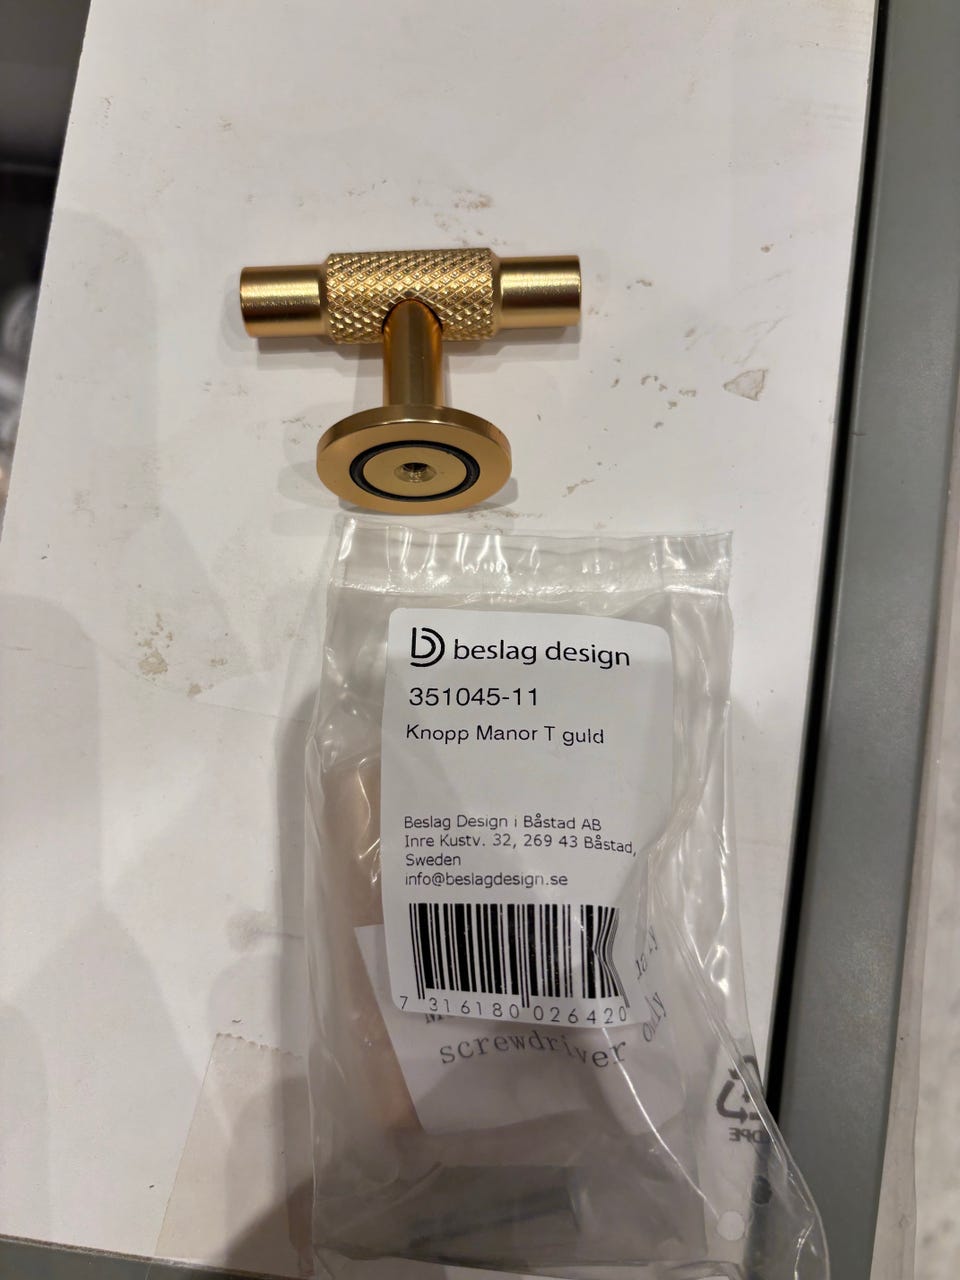 beslag design
351045-11
Knopp Manor T guld
Beslag Design i Båstad AB
Inre Kustv. 32, 269 43 Båstad,
Sweden
info@beslagdesign.se
7 316180 026420
only
screwdriver